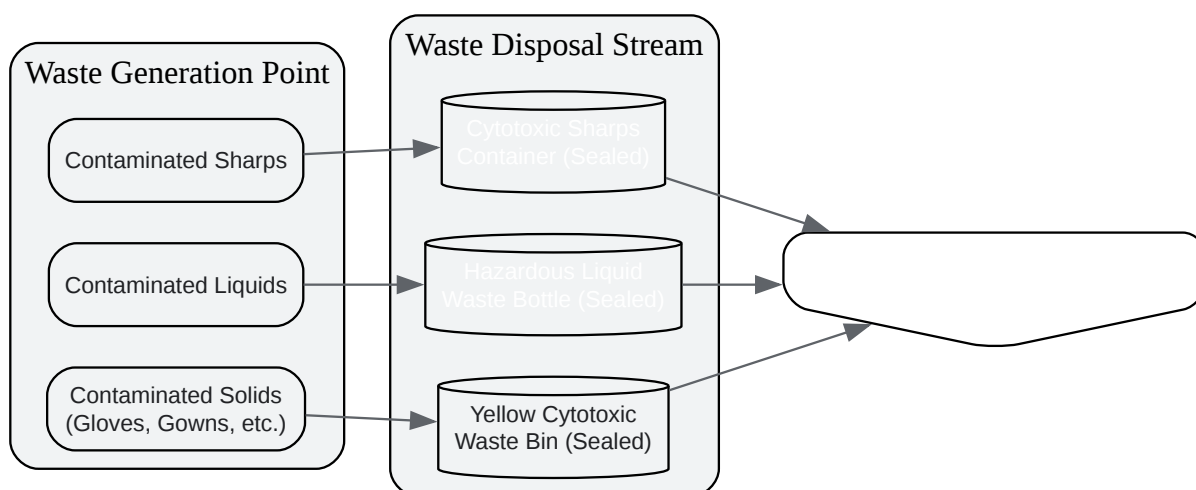 Waste Generation Point
Contaminated Sharps
Contaminated Liquids
Contaminated Solids
(Gloves, Gowns, etc.)
Waste Disposal Stream
Cytotoxic Sharps
Container (Sealed)
Hazardous Liquid
Waste Bottle (Sealed)
Yellow Cytotoxic
Waste Bin (Sealed)